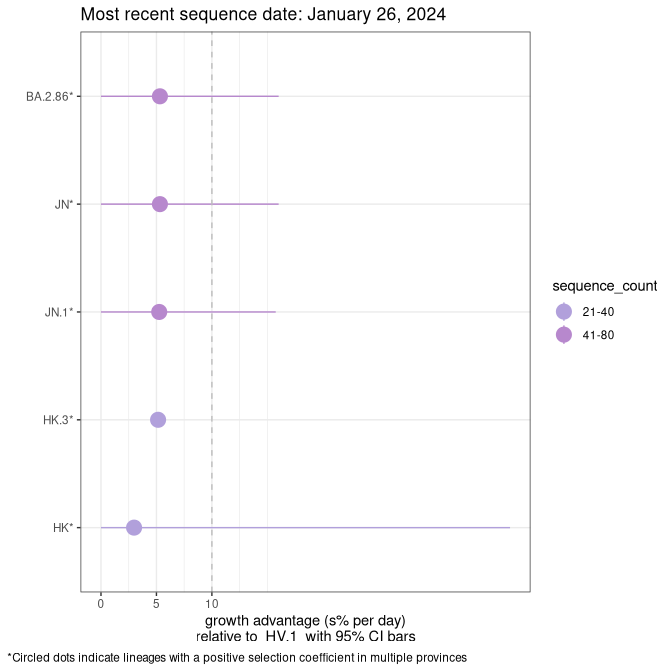 Most recent sequence date: January 26, 2024
BA.2.86*
JN*
JN.1*
HK.3*
HK*
0 5 10
growth advantage (s% per day)
relative to HV.1 with 95% CI bars
sequence_count
21-40
41-80
*Circled dots indicate lineages with a positive selection coefficient in multiple provinces